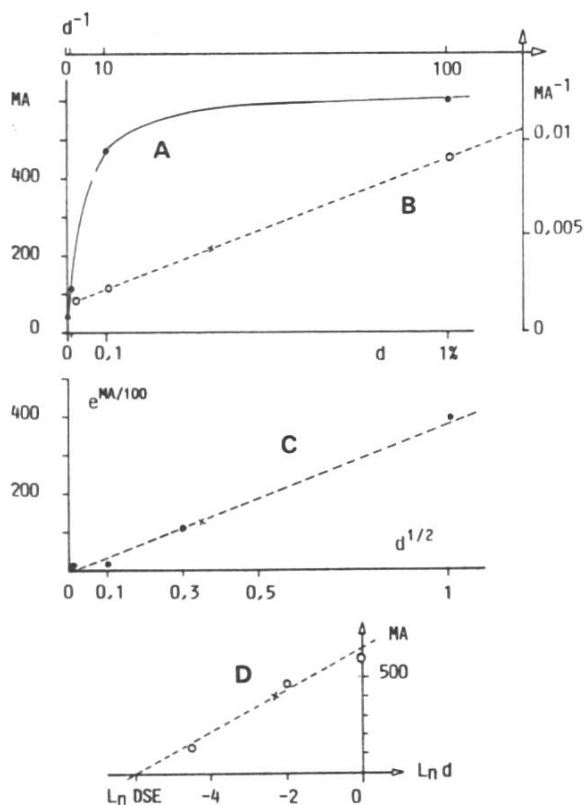 d⁻¹
0 10 100
MA MA⁻¹
A
0,01
400
B
0,005
200
0 0
0 0,1 d 1%
e^MA/100
400
C
200
d^1/2
0 0,1 0,3 0,5 1
MA
D
500
Ln DSE -4 -2 0 Ln d